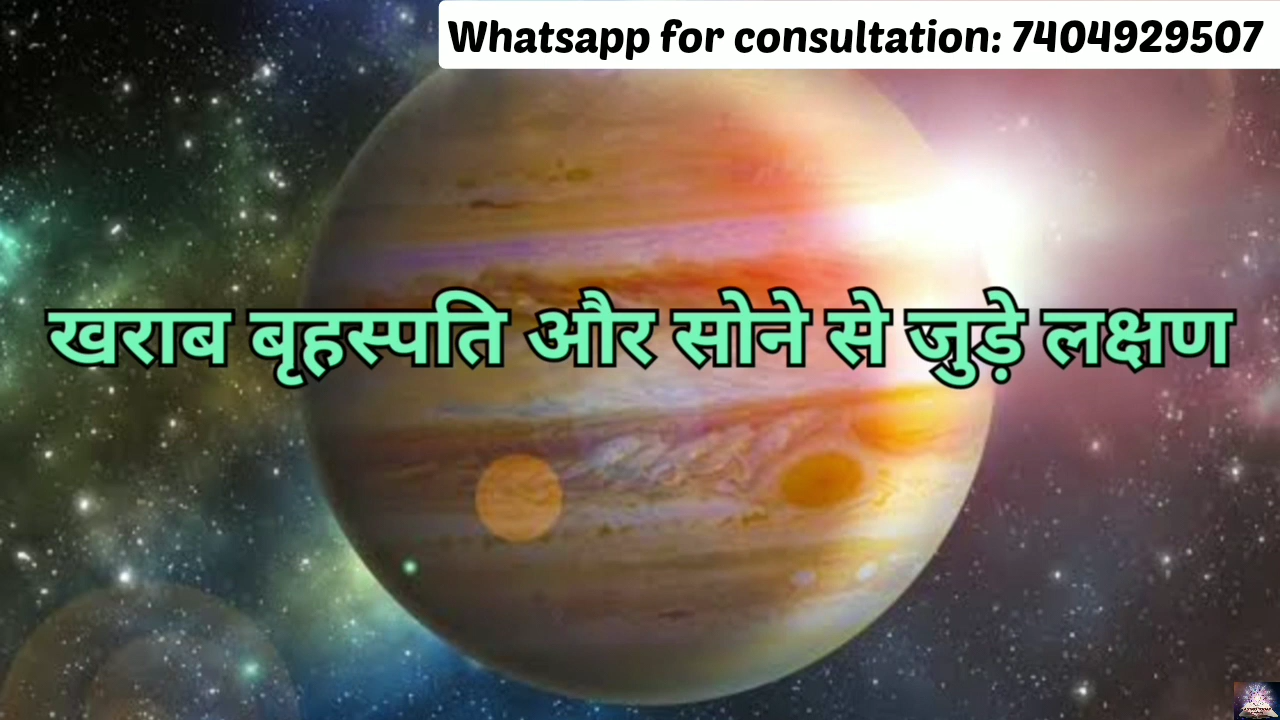 Whatsapp for consultation: 7404929507
खराब बृहस्पति और सोने से जुड़े लक्षण